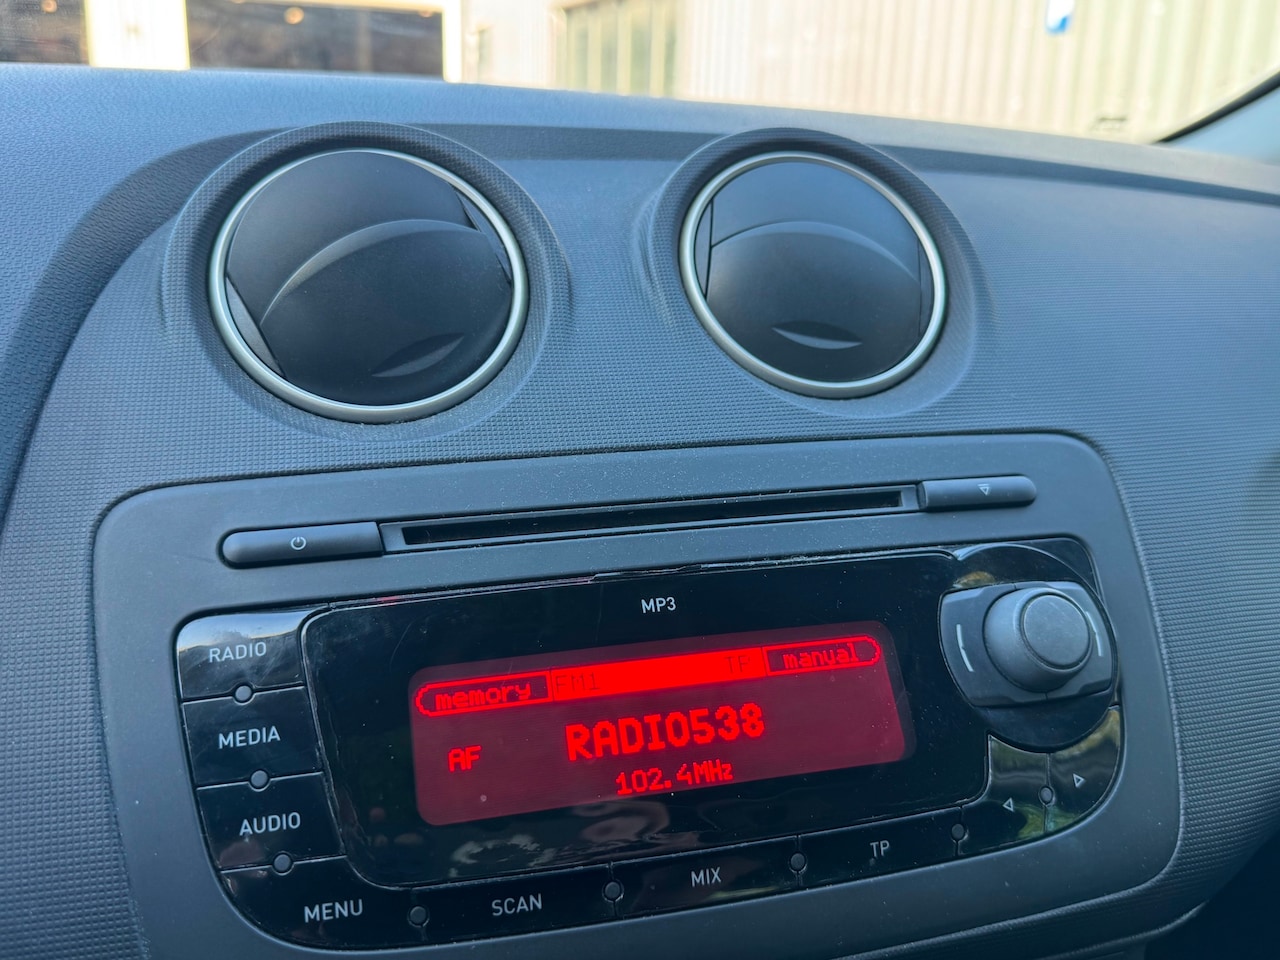 MP3
RADIO
memory FM1 TP manual
MEDIA
AF
RADIO538
102.4MHz
AUDIO
MENU
SCAN
MIX
TP